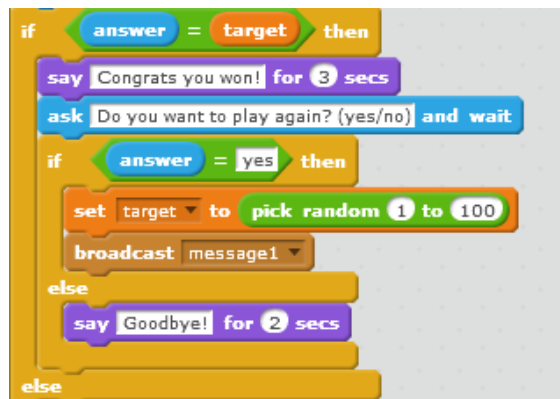 if answer = target then
say Congrats you won! for 3 secs
ask Do you want to play again? (yes/no) and wait
if answer = yes then
set target to pick random 1 to 100
broadcast message1
else
say Goodbye! for 2 secs
else